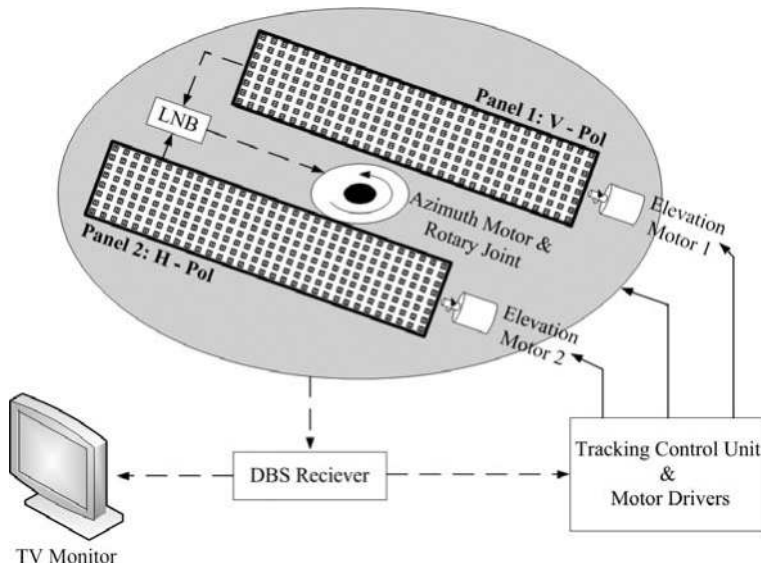 Panel 1: V - Pol
LNB
Azimuth Motor &
Rotary Joint
Elevation
Motor 1
Panel 2: H - Pol
Elevation
Motor 2
DBS Reciever
Tracking Control Unit
&
Motor Drivers
TV Monitor